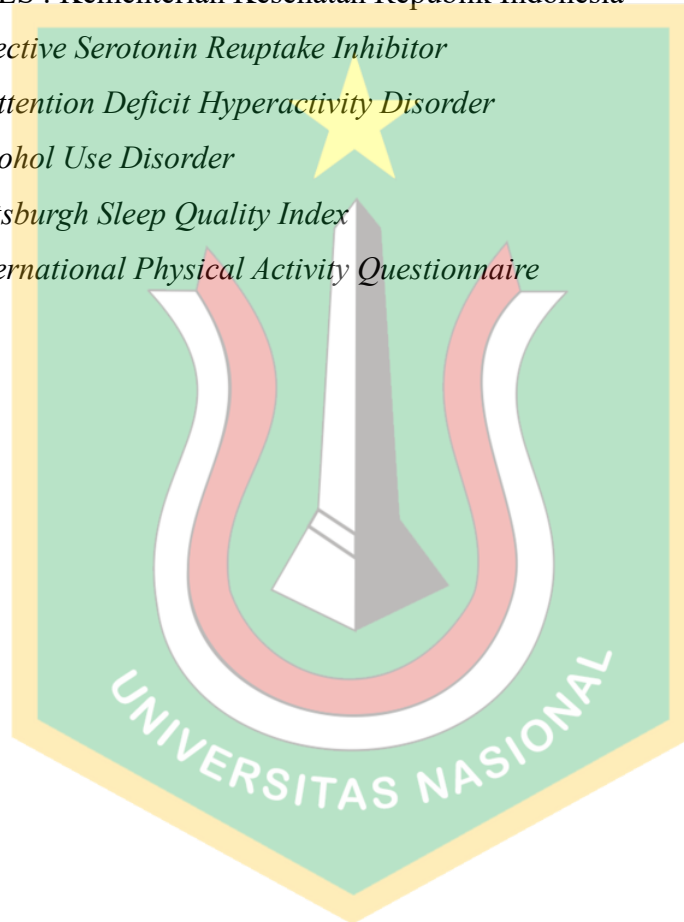 ES : Kementerian Kesehatan Republik Indonesia
ective Serotonin Reuptake Inhibitor
ttention Deficit Hyperactivity Disorder
ohol Use Disorder
tsburgh Sleep Quality Index
ernational Physical Activity Questionnaire
UNIVERSITAS NASIONAL